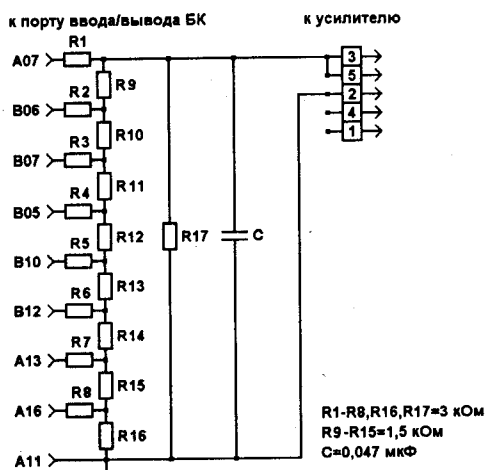 к порту ввода/вывода БК
к усилителю
A07
R1
3
R9
5
B06
R2
2
R10
4
B07
R3
1
R11
B05
R4
R12
R17
C
B10
R5
R13
B12
R6
R14
A13
R7
R15
A16
R8
R16
A11
R1-R8,R16,R17=3 кОм
R9-R15=1,5 кОм
C=0,047 мкФ